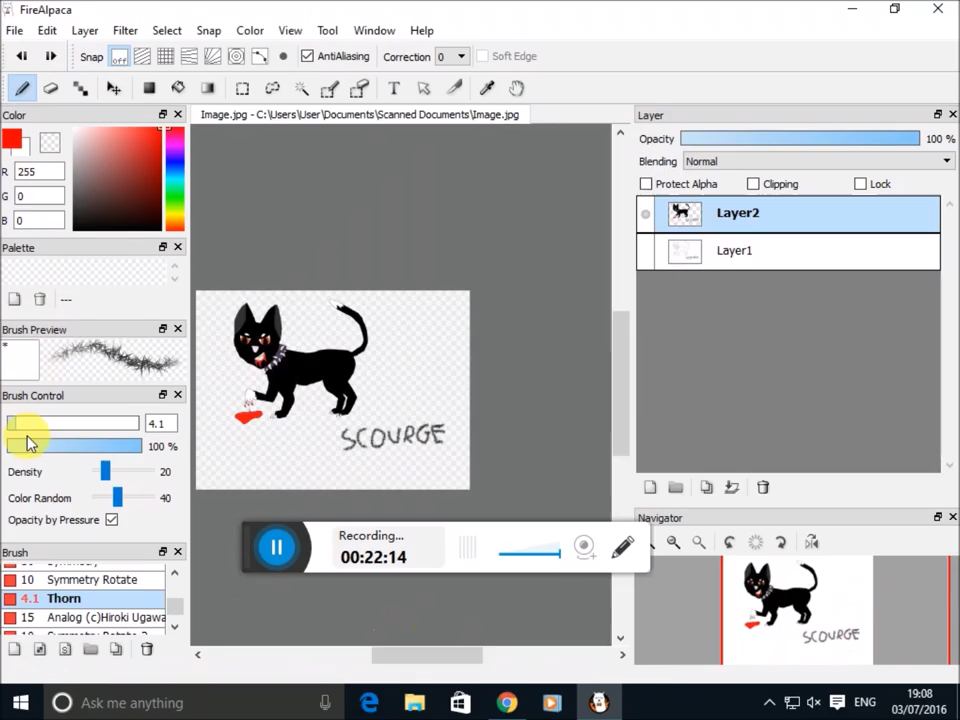 FireAlpaca
File Edit Layer Filter Select Snap Color View Tool Window Help
Snap off AntiAliasing Correction 0 Soft Edge
T
Color
R 255
G 0
B 0
Palette
---
Brush Preview
*
Brush Control
4.1
100 %
Density 20
Color Random 40
Opacity by Pressure
Brush
10 Symmetry Rotate
4.1 Thorn
15 Analog (c)Hiroki Ugawa
Image.jpg - C:\Users\User\Documents\Scanned Documents\Image.jpg
SCOURGE
Recording...
00:22:14
Layer
Opacity 100 %
Blending Normal
Protect Alpha Clipping Lock
Layer2
Layer1
Navigator
SCOURGE
Ask me anything
ENG
19:08
03/07/2016